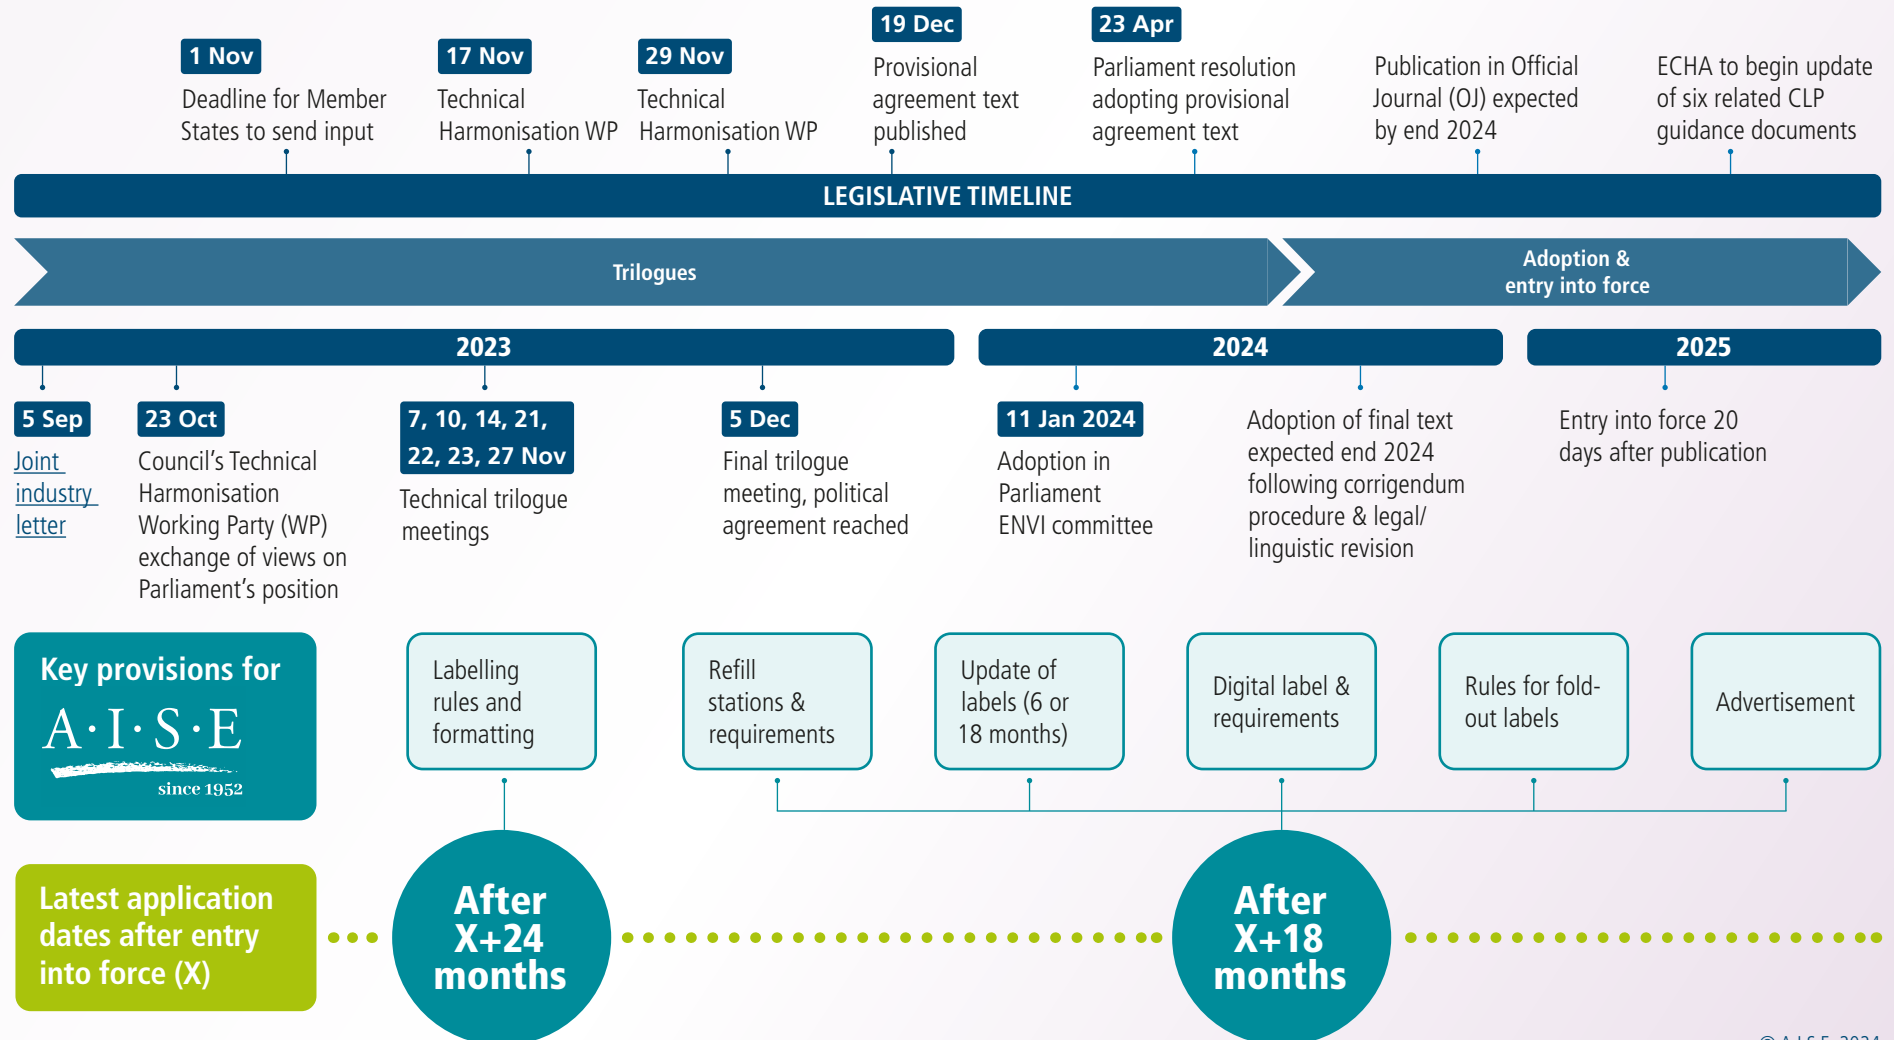 1 Nov
Deadline for Member
States to send input
17 Nov
Technical
Harmonisation WP
29 Nov
Technical
Harmonisation WP
19 Dec
Provisional
agreement text
published
23 Apr
Parliament resolution
adopting provisional
agreement text
Publication in Official
Journal (OJ) expected
by end 2024
ECHA to begin update
of six related CLP
guidance documents
LEGISLATIVE TIMELINE
Trilogues
Adoption &
entry into force
2023
2024
2025
5 Sep
Joint
industry
letter
23 Oct
Council's Technical
Harmonisation
Working Party (WP)
exchange of views on
Parliament's position
7, 10, 14, 21,
22, 23, 27 Nov
Technical trilogue
meetings
5 Dec
Final trilogue
meeting, political
agreement reached
11 Jan 2024
Adoption in
Parliament
ENVI committee
Adoption of final text
expected end 2024
following corrigendum
procedure & legal/
linguistic revision
Entry into force 20
days after publication
Key provisions for
A·I·S·E
since 1952
Labelling
rules and
formatting
Refill
stations &
requirements
Update of
labels (6 or
18 months)
Digital label &
requirements
Rules for fold-
out labels
Advertisement
Latest application
dates after entry
into force (X)
After
X+24
months
After
X+18
months
© A.I.S.E. 2024